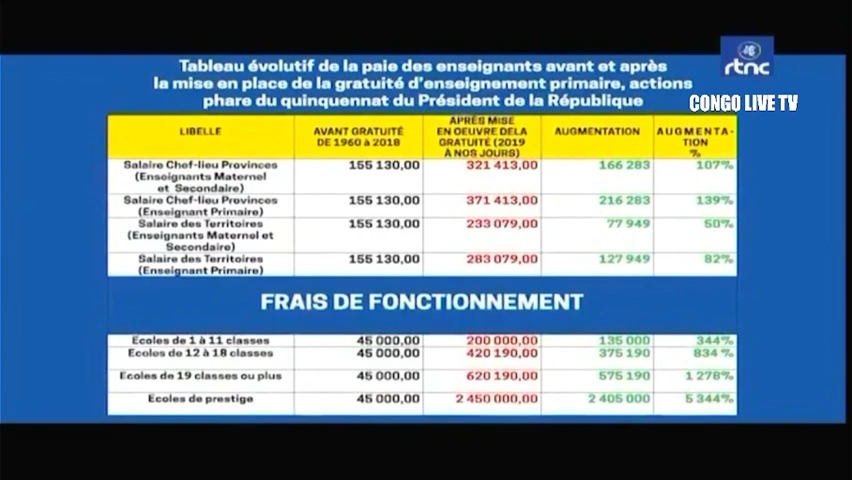 rtnc
CONGO LIVE TV
Tableau évolutif de la paie des enseignants avant et après
la mise en place de la gratuité d'enseignement primaire, actions
phare du quinquennat du Président de la République
LIBELLE
AVANT GRATUITÉ
DE 1960 à 2018
APRÉS MISE
EN OEUVRE DELA
GRATUITÉ (2019
À NOS JOURS)
AUGMENTATION
AUGMENTA-
TION
%
Salaire Chef-lieu Provinces 155 130,00 321 413,00 166 283 107%
(Ensoignants Maternel
et Secondaire)
Salaire Chef-lieu Provinces 155 130,00 371 413,00 216 283 139%
(Enseignant Primaire)
Salaire des Territoires 155 130,00 233 079,00 77 949 50%
(Enseignants Maternel et
Secondaire)
Salaire des Territoires 155 130,00 283 079,00 127 949 82%
(Enseignant Primaire)
FRAIS DE FONCTIONNEMENT
Ecoles de 1 à 11 classes 45 000,00 200 000,00 135 000 344%
Ecoles de 12 à 18 classes 45 000,00 420 190,00 375 190 834 %
Ecoles de 19 classes ou plus 45 000,00 620 190,00 575 190 1 278%
Ecoles de prestige 45 000,00 2 450 000,00 2 405 000 5 344%